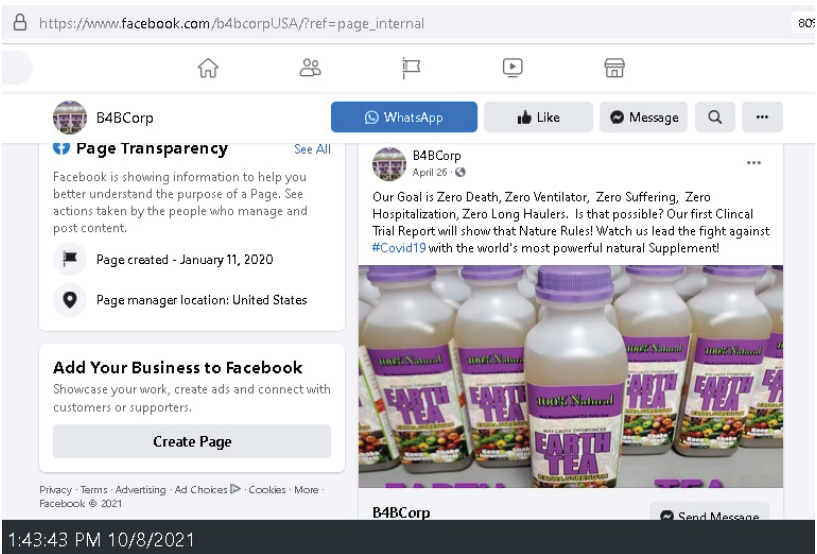 https://www.facebook.com/b4bcorpUSA/?ref=page_internal
80%
B4BCorp
WhatsApp
Like
Message
Page Transparency
See All
Facebook is showing information to help you
better understand the purpose of a Page. See
actions taken by the people who manage and
post content.
Page created - January 11, 2020
Page manager location: United States
Add Your Business to Facebook
Showcase your work, create ads and connect with
customers or supporters.
Create Page
Privacy · Terms · Advertising · Ad Choices · Cookies · More ·
Facebook © 2021
B4BCorp
April 26
Our Goal is Zero Death, Zero Ventilator, Zero Suffering, Zero
Hospitalization, Zero Long Haulers. Is that possible? Our first Clincal
Trial Report will show that Nature Rules! Watch us lead the fight against
#Covid19 with the world's most powerful natural Supplement!
100% Natural
EARTH
TEA
EXTRA STRENGTH
B4BCorp
Send Message
1:43:43 PM 10/8/2021